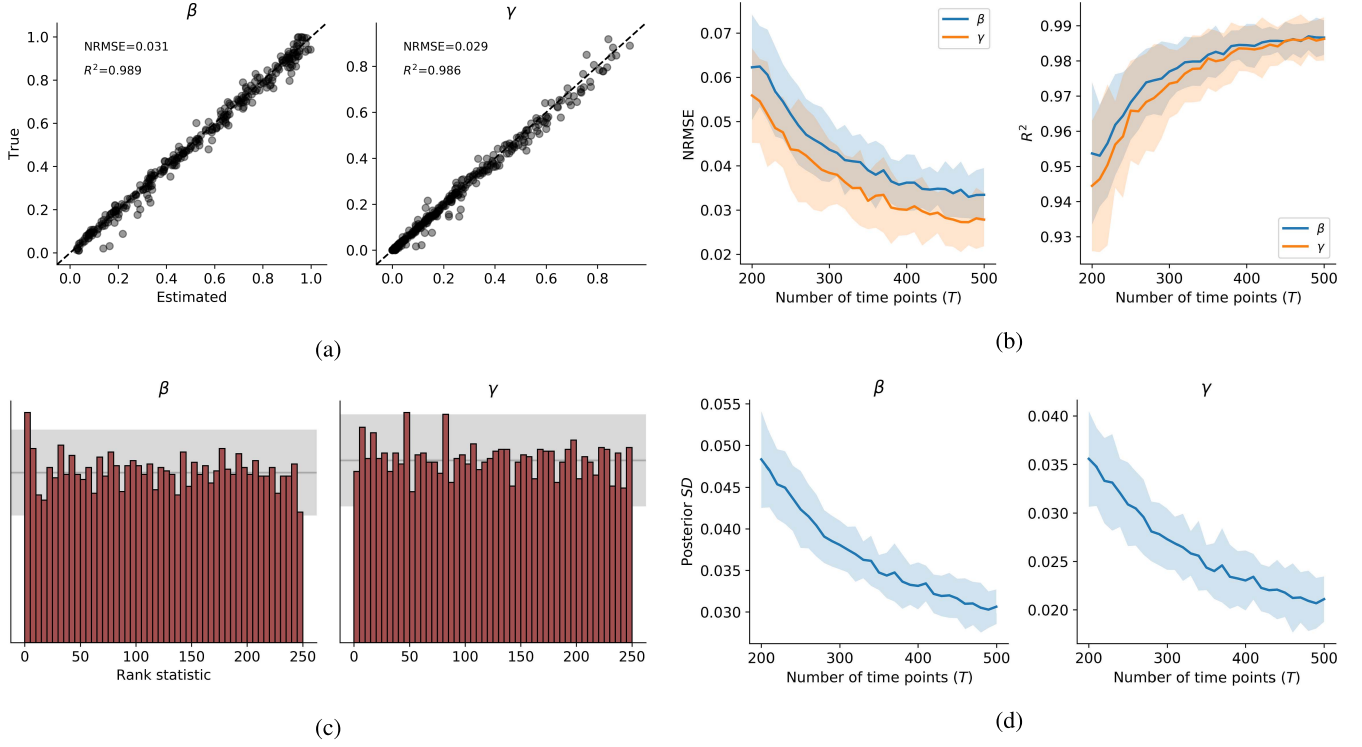 β
γ
NRMSE=0.031
R²=0.989
NRMSE=0.029
R²=0.986
True
1.0
0.8
0.6
0.4
0.2
0.0
0.8
0.6
0.4
0.2
0.0
0.0 0.2 0.4 0.6 0.8 1.0
Estimated
0.0 0.2 0.4 0.6 0.8
(a)
β
γ
NRMSE
0.07
0.06
0.05
0.04
0.03
0.02
200 300 400 500
Number of time points (T)
R²
0.99
0.98
0.97
0.96
0.95
0.94
0.93
β
γ
200 300 400 500
Number of time points (T)
(b)
β
γ
0 50 100 150 200 250
Rank statistic
0 50 100 150 200 250
(c)
β
γ
Posterior SD
0.055
0.050
0.045
0.040
0.035
0.030
200 300 400 500
Number of time points (T)
0.040
0.035
0.030
0.025
0.020
200 300 400 500
Number of time points (T)
(d)